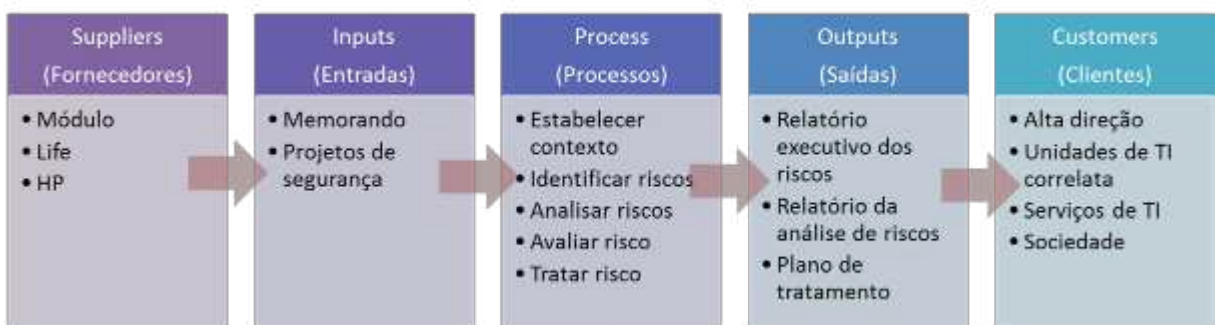 Suppliers
(Fornecedores)
• Módulo
• Life
• HP
Inputs
(Entradas)
• Memorando
• Projetos de
segurança
Process
(Processos)
• Estabelecer
contexto
• Identificar riscos
• Analisar riscos
• Avaliar risco
• Tratar risco
Outputs
(Saídas)
• Relatório
executivo dos
riscos
• Relatório da
análise de riscos
• Plano de
tratamento
Customers
(Clientes)
• Alta direção
• Unidades de TI
correlata
• Serviços de TI
• Sociedade